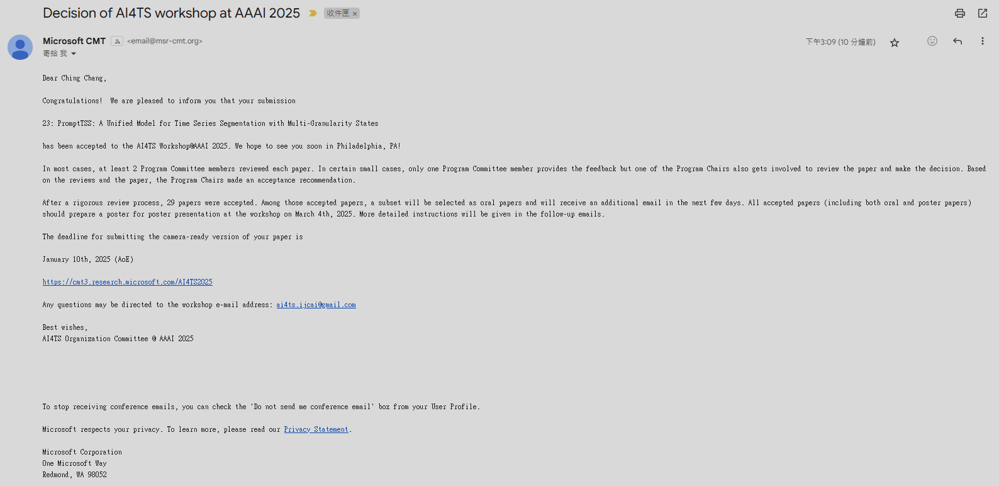 Decision of AI4TS workshop at AAAI 2025 收件匣 ×
Microsoft CMT <email@msr-cmt.org>
下午3:09 (10 分鐘前)
寄給 我
Dear Ching Chang,
Congratulations!  We are pleased to inform you that your submission
23: PromptTSS: A Unified Model for Time Series Segmentation with Multi-Granularity States
has been accepted to the AI4TS Workshop@AAAI 2025. We hope to see you soon in Philadelphia, PA!
In most cases, at least 2 Program Committee members reviewed each paper. In certain small cases, only one Program Committee member provides the feedback but one of the Program Chairs also gets involved to review the paper and make the decision. Based
on the reviews and the paper, the Program Chairs made an acceptance recommendation.
After a rigorous review process, 29 papers were accepted. Among those accepted papers, a subset will be selected as oral papers and will receive an additional email in the next few days. All accepted papers (including both oral and poster papers)
should prepare a poster for poster presentation at the workshop on March 4th, 2025. More detailed instructions will be given in the follow-up emails.
The deadline for submitting the camera-ready version of your paper is
January 10th, 2025 (AoE)
https://cmt3.research.microsoft.com/AI4TS2025
Any questions may be directed to the workshop e-mail address: ai4ts.ijcai@gmail.com
Best wishes,
AI4TS Organization Committee @ AAAI 2025
To stop receiving conference emails, you can check the 'Do not send me conference email' box from your User Profile.
Microsoft respects your privacy. To learn more, please read our Privacy Statement.
Microsoft Corporation
One Microsoft Way
Redmond, WA 98052